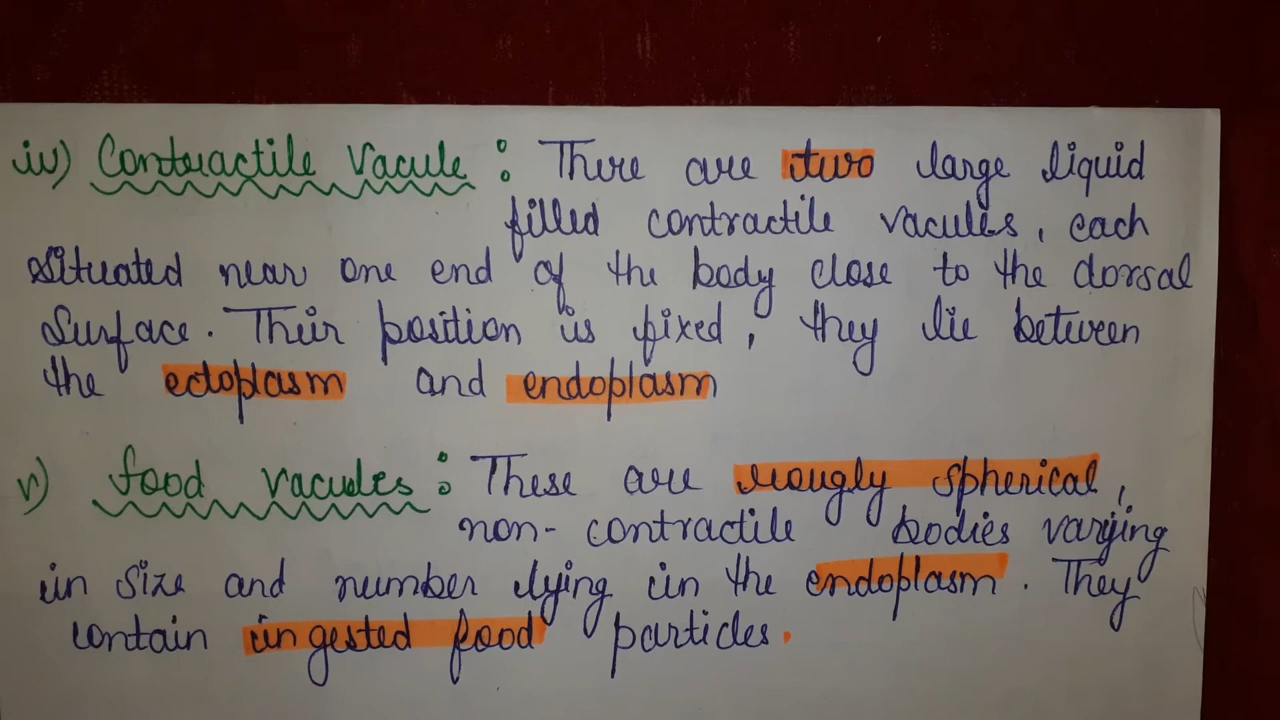 iv) Contractile Vacule : There are two large liquid
filled contractile vacules, each
situated near one end of the body close to the dorsal
surface. Their position is fixed, they lie between
the ectoplasm and endoplasm
v) food vacules : These are rougly spherical,
non-contractile bodies varying
in size and number lying in the endoplasm. They
contain ingested food particles.